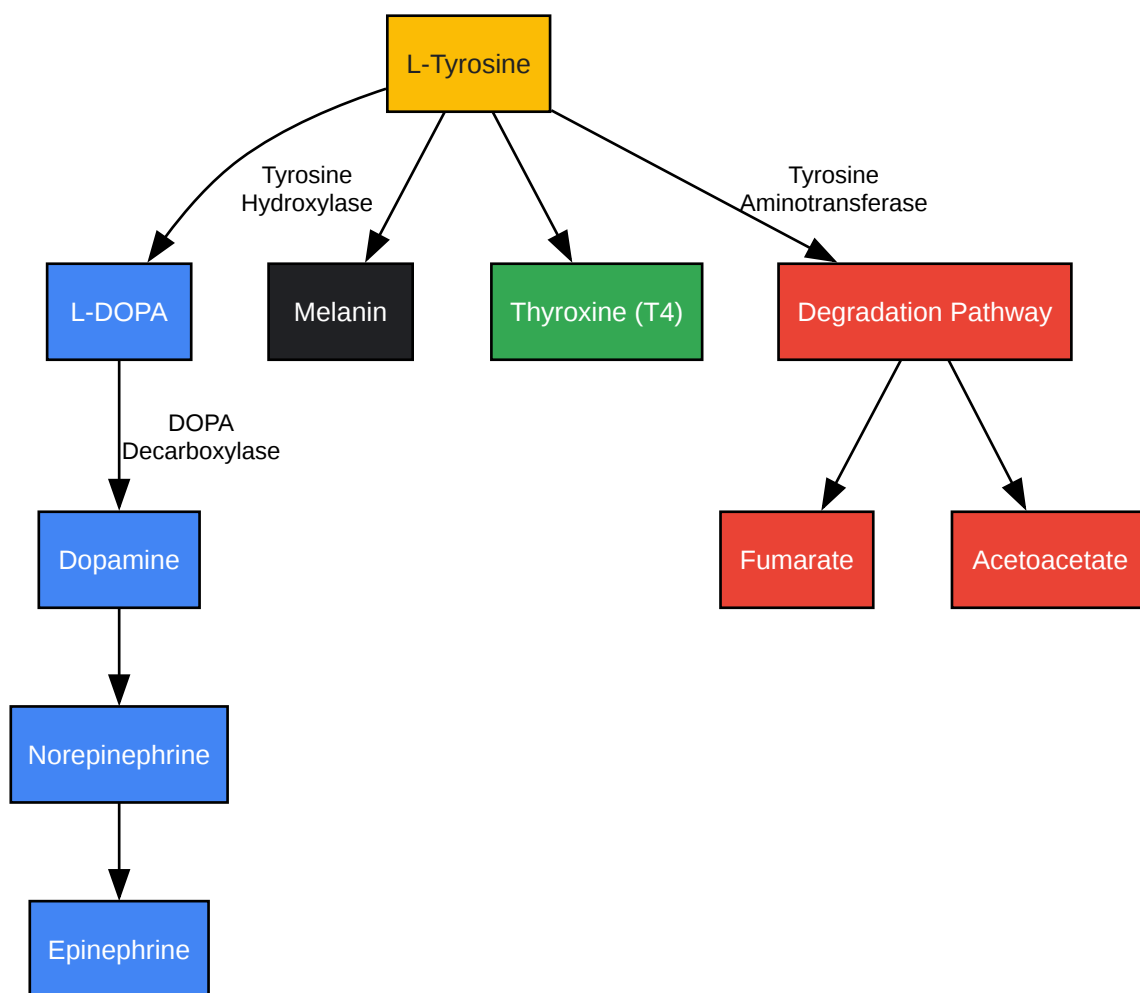 L-Tyrosine
Tyrosine
Hydroxylase
Tyrosine
Aminotransferase
L-DOPA
Melanin
Thyroxine (T4)
Degradation Pathway
DOPA
Decarboxylase
Dopamine
Fumarate
Acetoacetate
Norepinephrine
Epinephrine